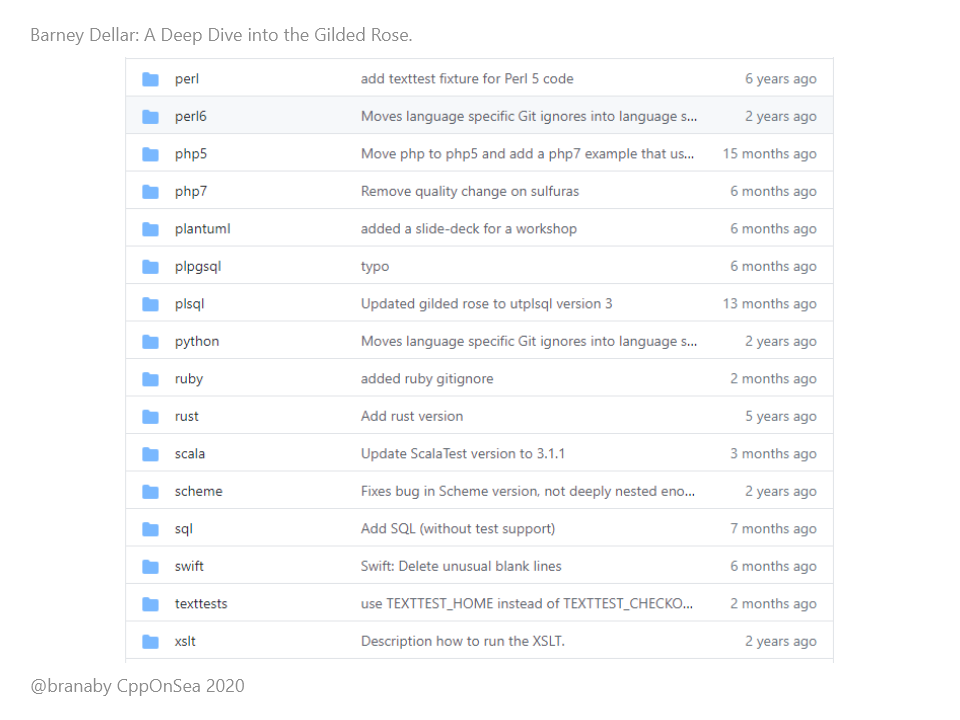 Barney Dellar: A Deep Dive into the Gilded Rose.
perl add texttest fixture for Perl 5 code 6 years ago
perl6 Moves language specific Git ignores into language s... 2 years ago
php5 Move php to php5 and add a php7 example that us... 15 months ago
php7 Remove quality change on sulfuras 6 months ago
plantuml added a slide-deck for a workshop 6 months ago
plpgsql typo 6 months ago
plsql Updated gilded rose to utplsql version 3 13 months ago
python Moves language specific Git ignores into language s... 2 years ago
ruby added ruby gitignore 2 months ago
rust Add rust version 5 years ago
scala Update ScalaTest version to 3.1.1 3 months ago
scheme Fixes bug in Scheme version, not deeply nested eno... 2 years ago
sql Add SQL (without test support) 7 months ago
swift Swift: Delete unusual blank lines 6 months ago
texttests use TEXTTEST_HOME instead of TEXTTEST_CHECKO... 2 months ago
xslt Description how to run the XSLT. 2 years ago
@branaby CppOnSea 2020